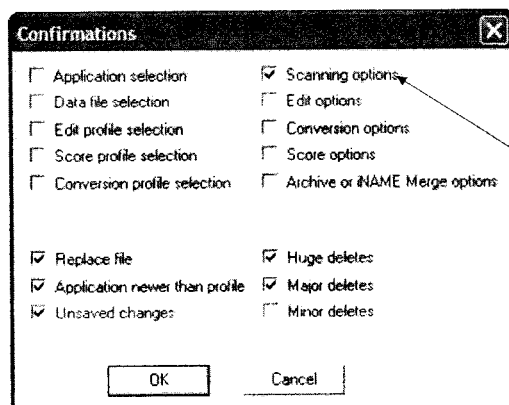 Confirmations
Application selection
Data file selection
Edit profile selection
Score profile selection
Conversion profile selection
Scanning options
Edit options
Conversion options
Score options
Archive or iNAME Merge options
Replace file
Application newer than profile
Unsaved changes
Huge deletes
Major deletes
Minor deletes
OK
Cancel